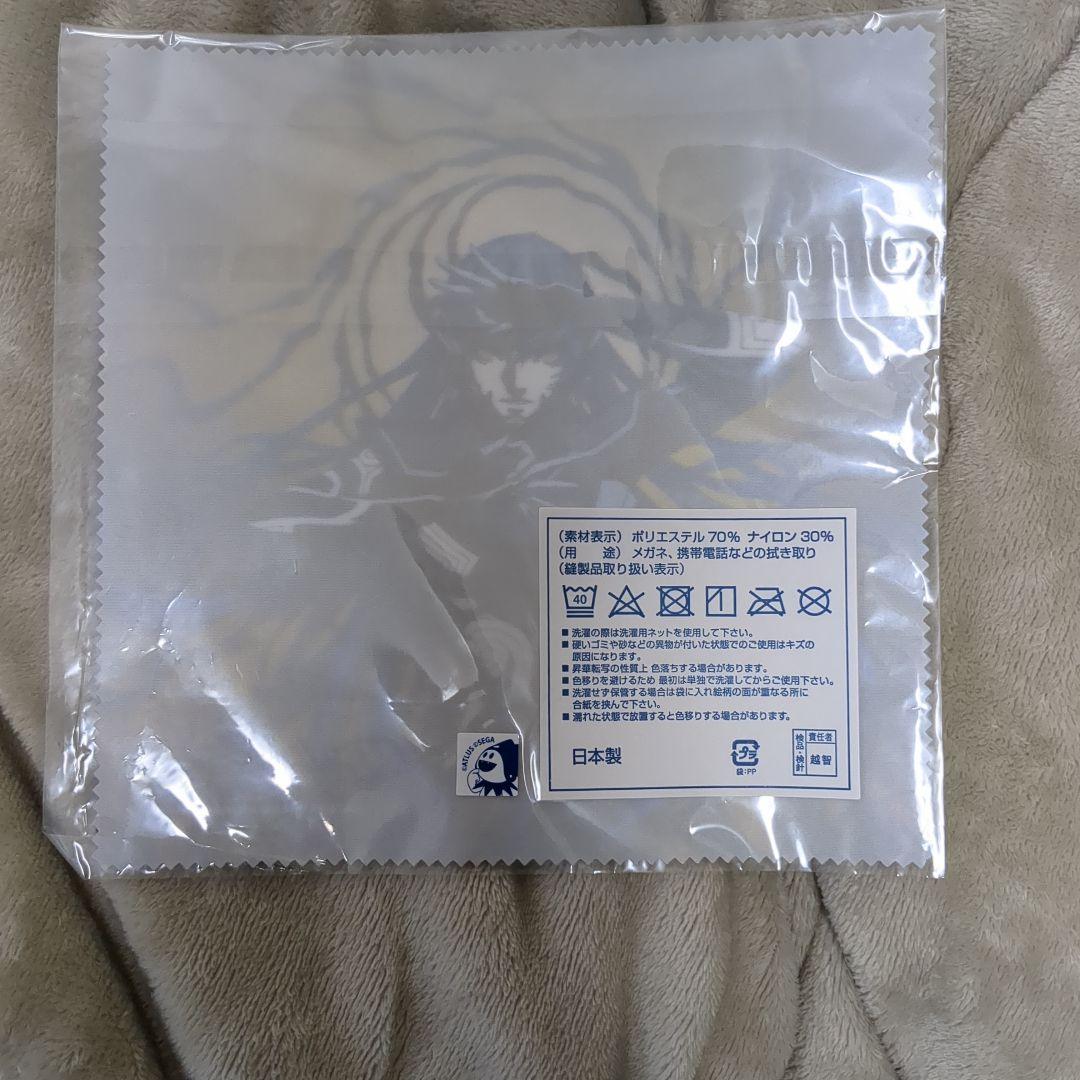 (素材表示) ポリエステル 70% ナイロン 30%
(用　途) メガネ、携帯電話などの拭き取り
(縫製品取り扱い表示)
40
■ 洗濯の際は洗濯用ネットを使用して下さい。
■ 硬いゴミや砂などの異物が付いた状態でのご使用はキズの
原因になります。
■ 昇華転写の性質上 色落ちする場合があります。
■ 色移りを避けるため 最初は単独で洗濯してからご使用下さい。
■ 洗濯せず保管する場合は袋に入れ絵柄の面が重なる所に
合紙を挟んで下さい。
■ 濡れた状態で放置すると色移りする場合があります。
©ATLUS ©SEGA
日本製
プラ
袋:PP
検品・検針
責任者
越智